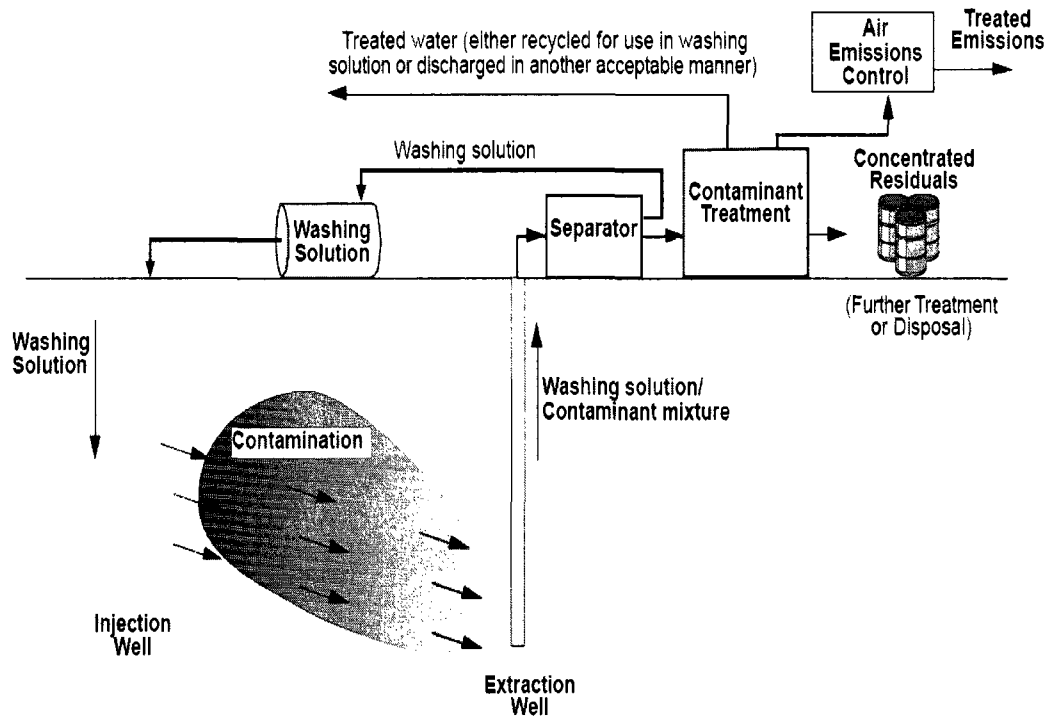 Treated water (either recycled for use in washing
solution or discharged in another acceptable manner)
Air
Emissions
Control
Treated
Emissions
Washing solution
Concentrated
Residuals
Contaminant
Treatment
Separator
Washing
Solution
(Further Treatment
or Disposal)
Washing
Solution
Washing solution/
Contaminant mixture
Contamination
Injection
Well
Extraction
Well